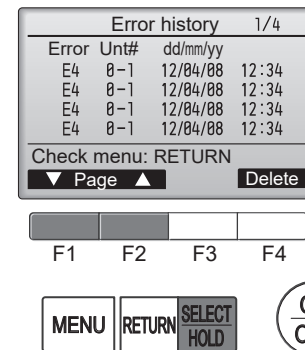 Error history 1/4
Error Unt# dd/mm/yy
E4 0-1 12/04/08 12:34
E4 0-1 12/04/08 12:34
E4 0-1 12/04/08 12:34
E4 0-1 12/04/08 12:34
Check menu: RETURN
▼ Page ▲ Delete
F1 F2 F3 F4
MENU RETURN SELECT
HOLD